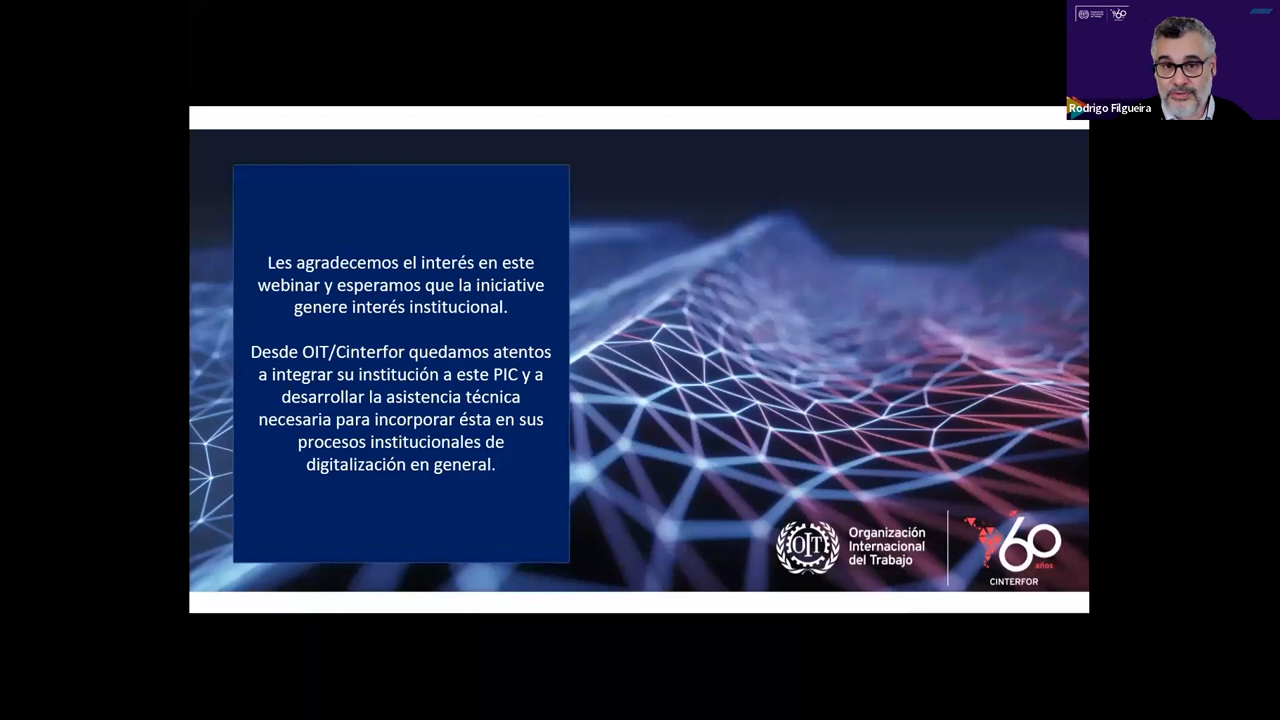 Les agradecemos el interés en este
webinar y esperamos que la iniciative
genere interés institucional.
Desde OIT/Cinterfor quedamos atentos
a integrar su institución a este PIC y a
desarrollar la asistencia técnica
necesaria para incorporar ésta en sus
procesos institucionales de
digitalización en general.
OIT
Organización
Internacional
del Trabajo
60
años
CINTERFOR
Rodrigo Filgueira